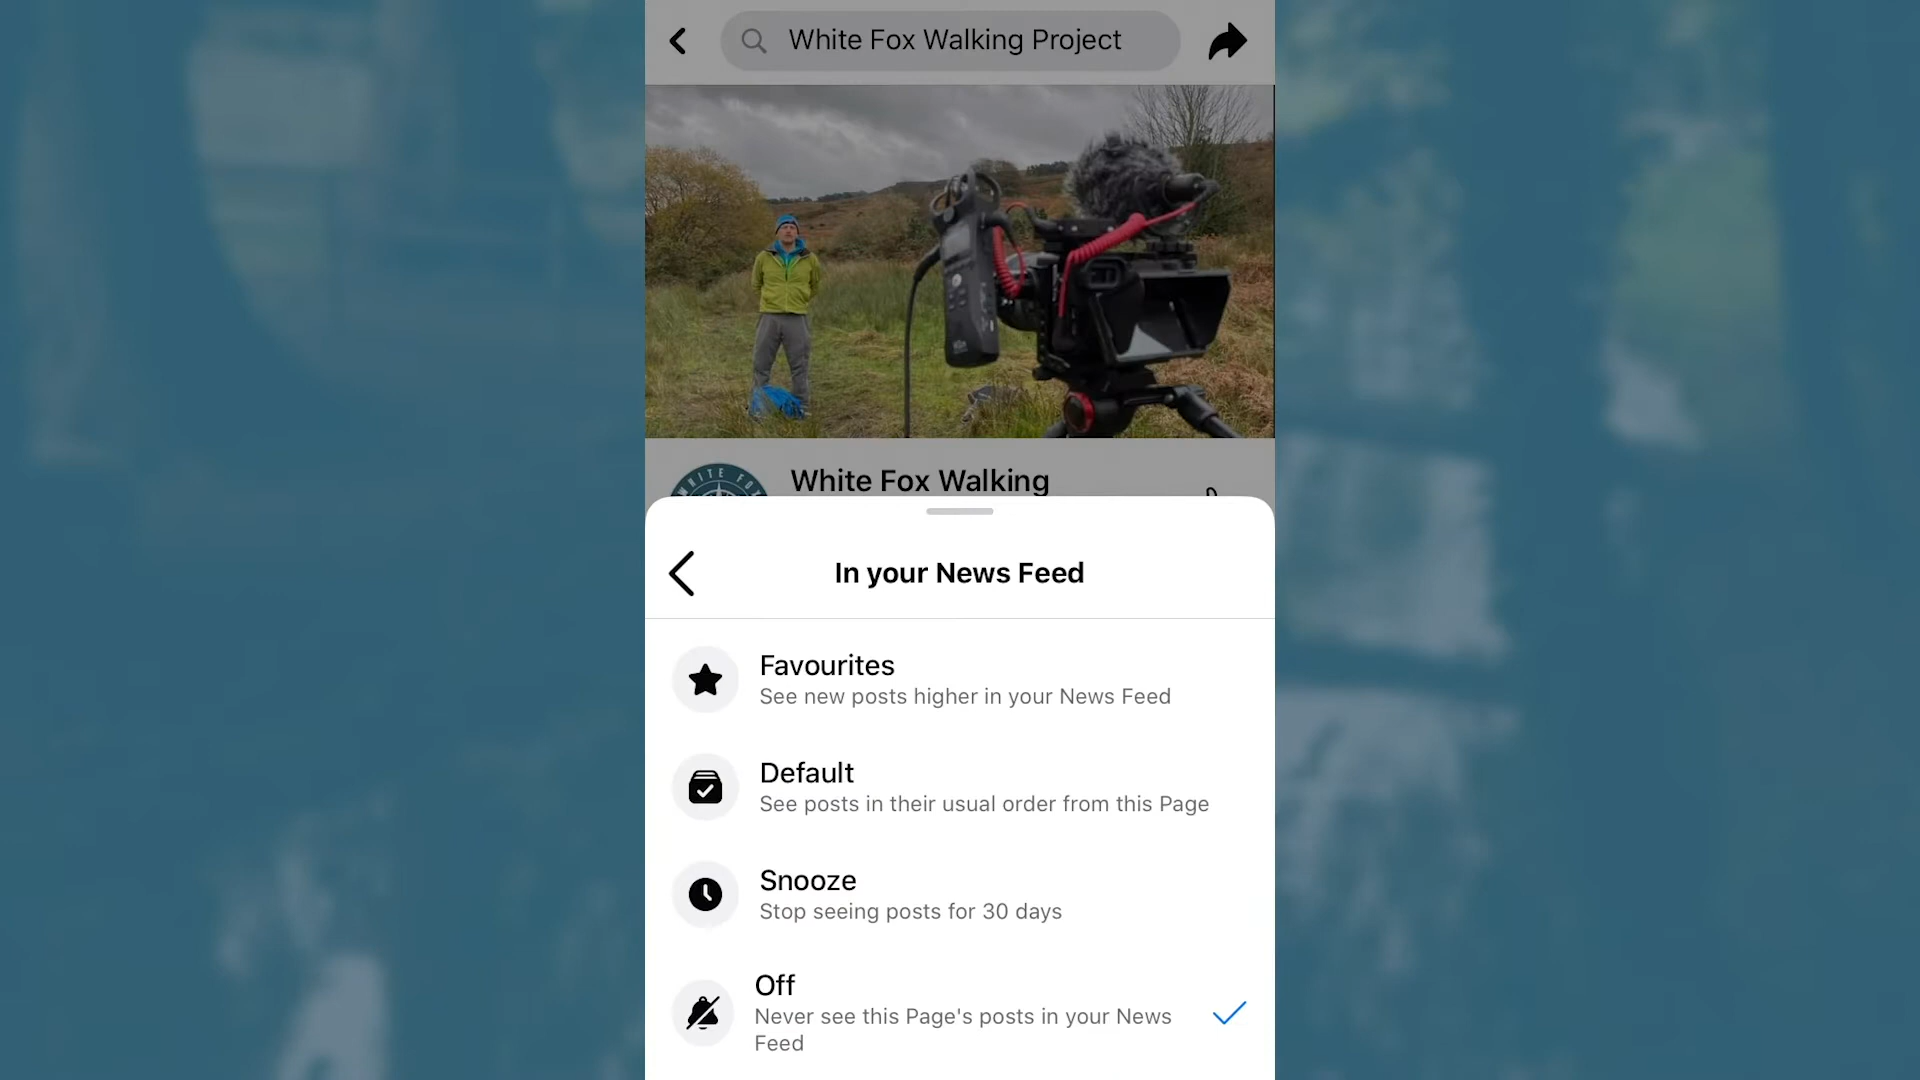 White Fox Walking Project
WHITE FOX
White Fox Walking
In your News Feed
Favourites
See new posts higher in your News Feed
Default
See posts in their usual order from this Page
Snooze
Stop seeing posts for 30 days
Off
Never see this Page's posts in your News
Feed